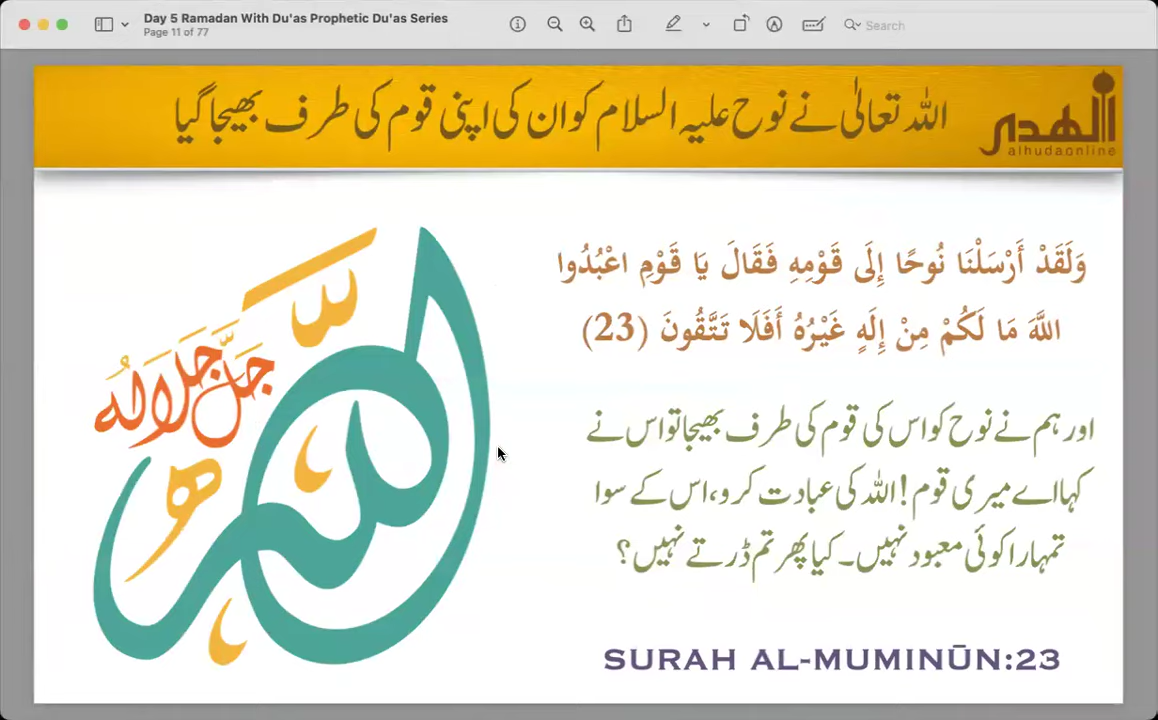 Day 5 Ramadan With Du'as Prophetic Du'as Series
Page 11 of 77
Search
اللہ تعالیٰ نے نوح علیہ السلام کو ان کی اپنی قوم کی طرف بھیجا گیا
الهدى
alhudaonline
وَلَقَدْ أَرْسَلْنَا نُوحًا إِلَى قَوْمِهِ فَقَالَ يَا قَوْمِ اعْبُدُوا
اللَّهَ مَا لَكُمْ مِنْ إِلَهٍ غَيْرُهُ أَفَلَا تَتَّقُونَ (23)
اور ہم نے نوح کو اس کی قوم کی طرف بھیجا تو اس نے
کہا اے میری قوم! اللہ کی عبادت کرو، اس کے سوا
تمہارا کوئی معبود نہیں۔ کیا پھر تم ڈرتے نہیں؟
SURAH AL-MUMINŪN:23
الله
جَلَّ جَلَالُه